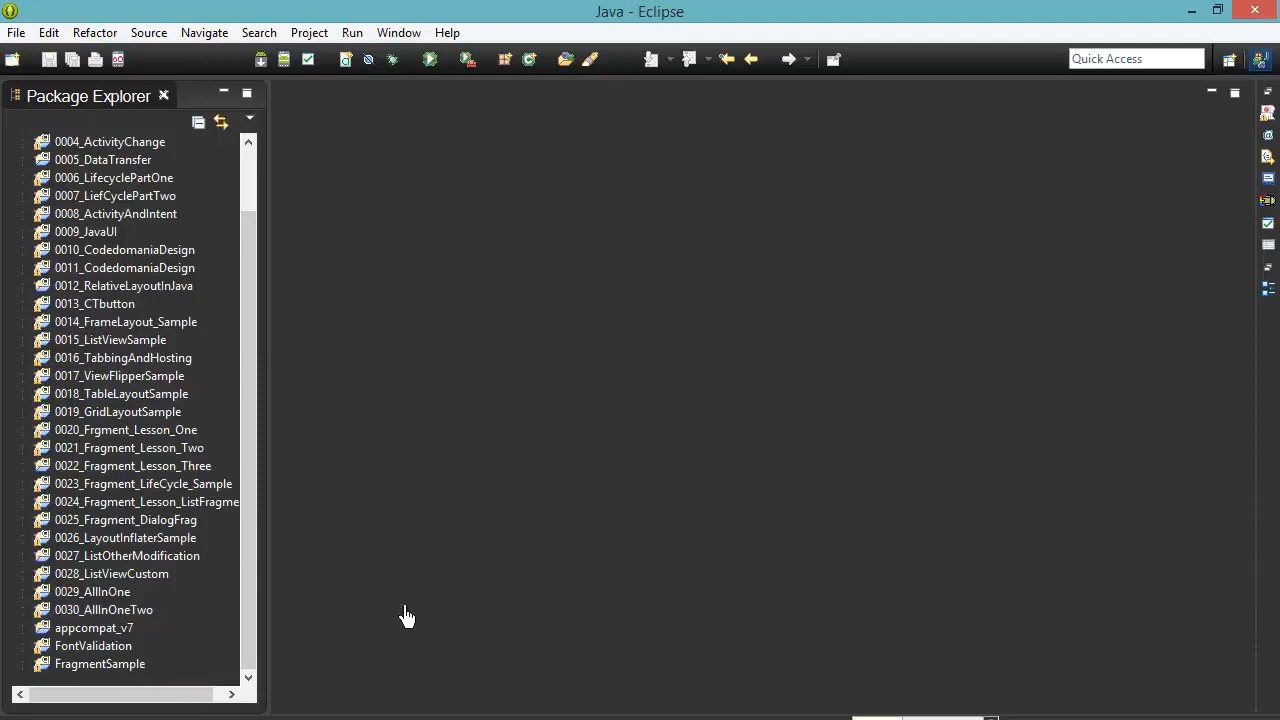 Java - Eclipse
File Edit Refactor Source Navigate Search Project Run Window Help
Quick Access
Package Explorer
0004_ActivityChange
0005_DataTransfer
0006_LifecyclePartOne
0007_LiefCyclePartTwo
0008_ActivityAndIntent
0009_JavaUI
0010_CodedomaniaDesign
0011_CodedomaniaDesign
0012_RelativeLayoutInJava
0013_CTbutton
0014_FrameLayout_Sample
0015_ListViewSample
0016_TabbingAndHosting
0017_ViewFlipperSample
0018_TableLayoutSample
0019_GridLayoutSample
0020_Frgment_Lesson_One
0021_Fragment_Lesson_Two
0022_Fragment_Lesson_Three
0023_Fragment_LifeCycle_Sample
0024_Fragment_Lesson_ListFragme
0025_Fragment_DialogFrag
0026_LayoutInflaterSample
0027_ListOtherModification
0028_ListViewCustom
0029_AllInOne
0030_AllInOneTwo
appcompat_v7
FontValidation
FragmentSample